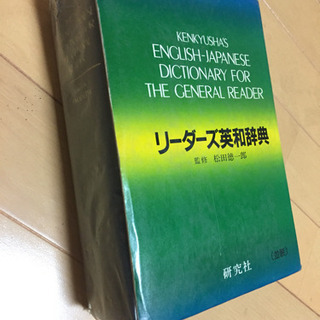 KENKYUSHA'S
ENGLISH-JAPANESE
DICTIONARY FOR
THE GENERAL READER
リーダーズ英和辞典
監修 松田徳一郎
研究社